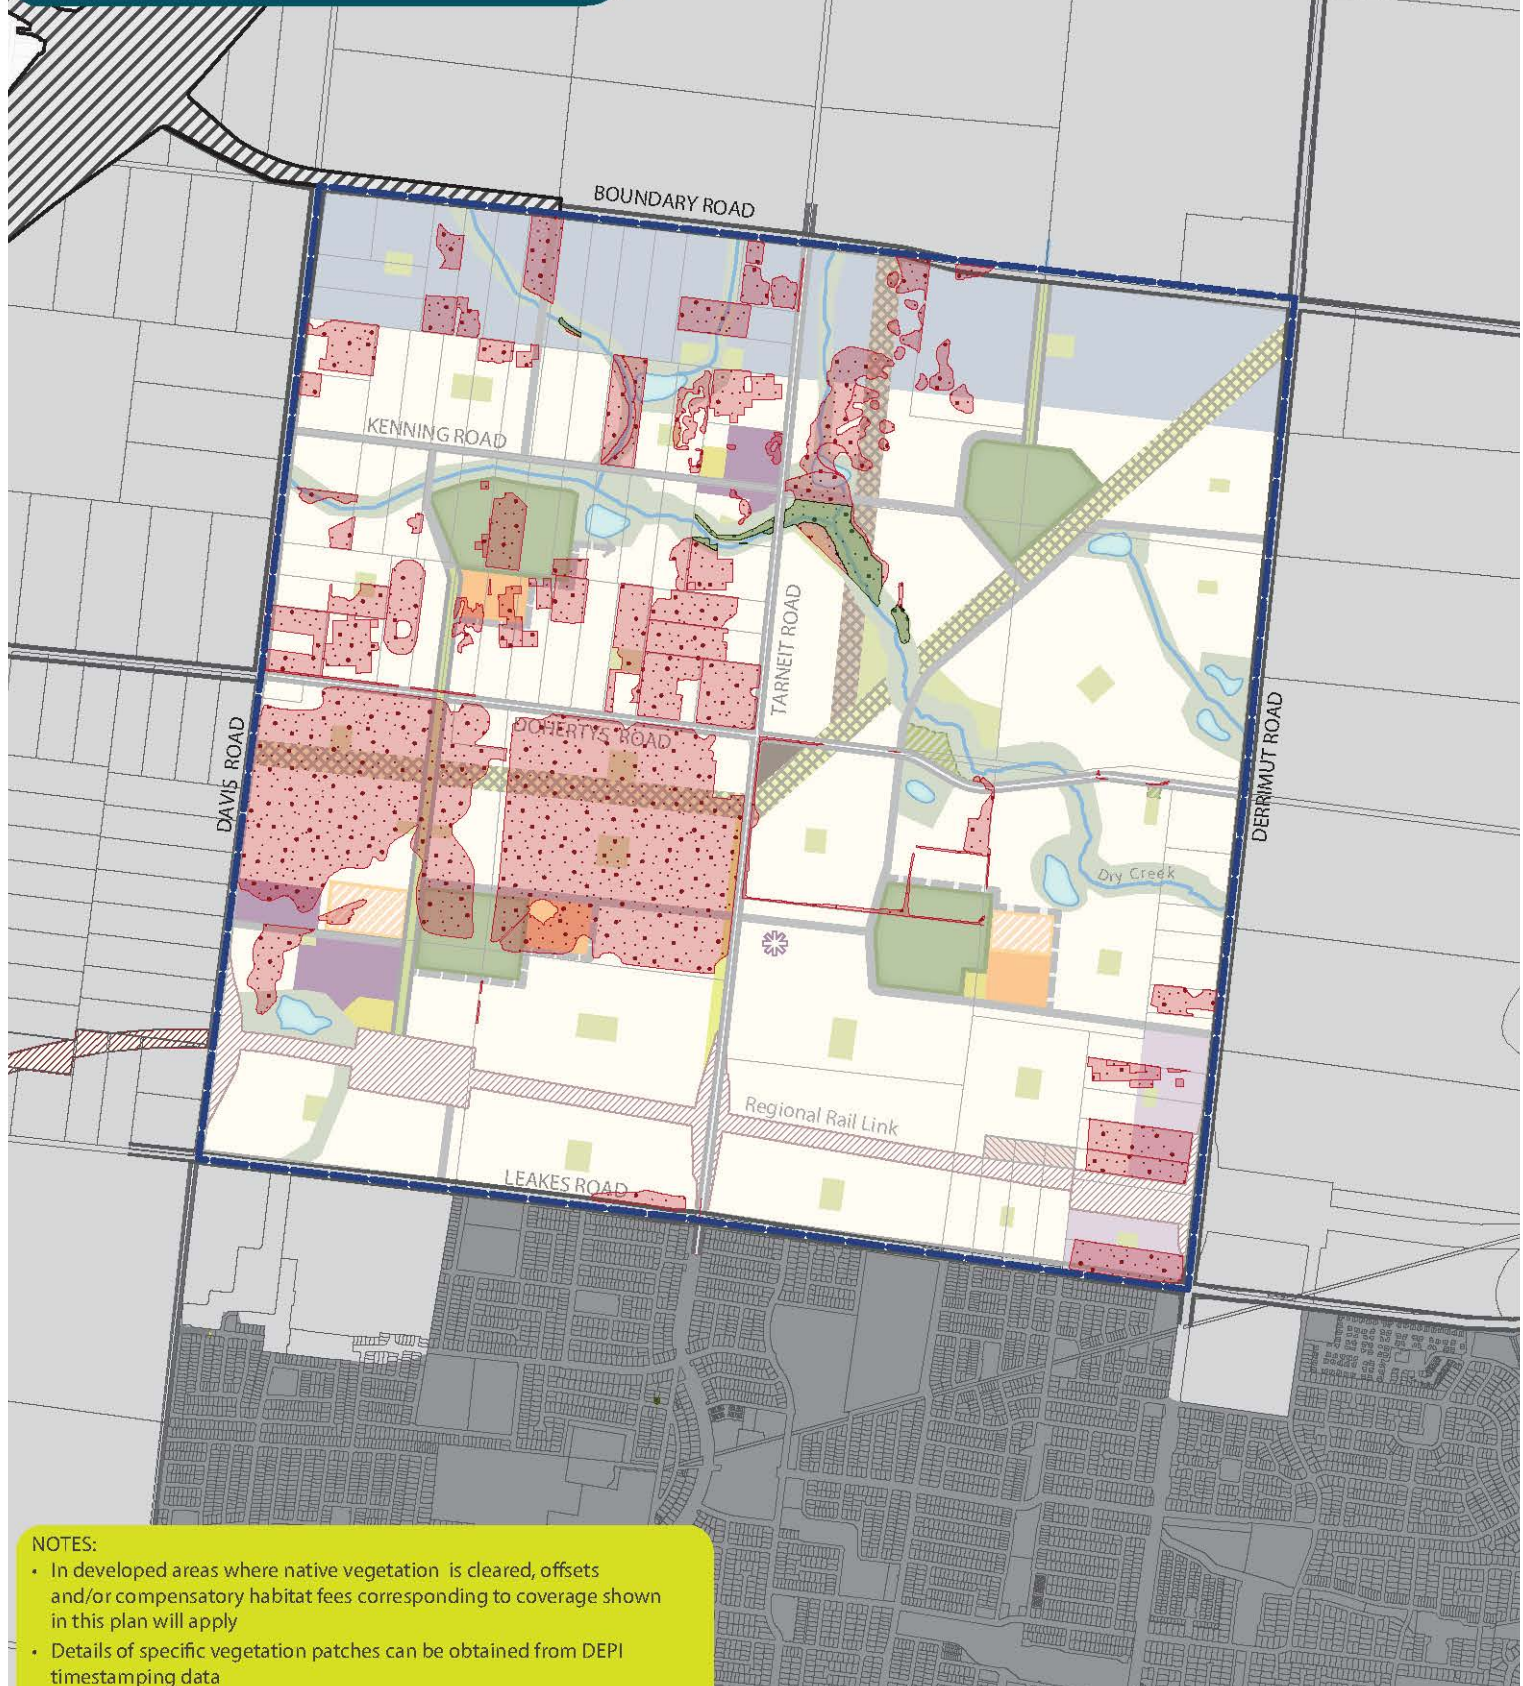 BOUNDARY ROAD
KENNING ROAD
TARNEIT ROAD
DOHERTYS ROAD
DAVIS ROAD
DERRIMUT ROAD
Dry Creek
Regional Rail Link
LEAKES ROAD
NOTES:
• In developed areas where native vegetation is cleared, offsets
and/or compensatory habitat fees corresponding to coverage shown
in this plan will apply
• Details of specific vegetation patches can be obtained from DEPI
timestamping data